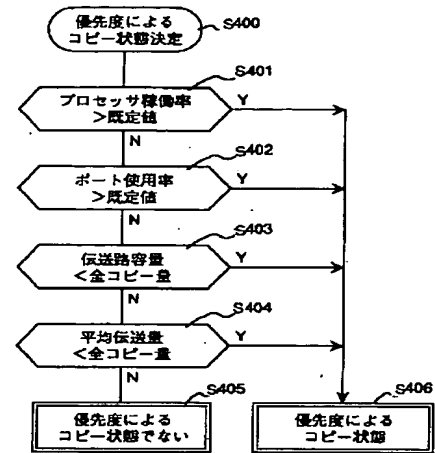 優先度による
コピー状態決定
S400
S401
プロセッサ稼働率
>既定値
Y
N
S402
ポート使用率
>既定値
Y
N
S403
伝送路容量
<全コピー量
Y
N
S404
平均伝送量
<全コピー量
Y
N
S405
優先度による
コピー状態でない
S406
優先度による
コピー状態